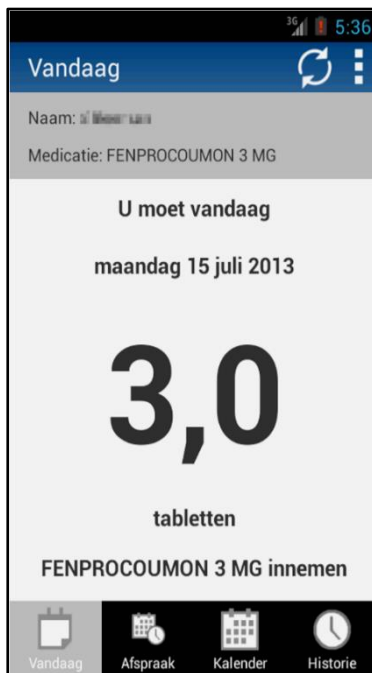 3G 5:36
Vandaag
Naam:
Medicatie: FENPROCOUMON 3 MG
U moet vandaag
maandag 15 juli 2013
3,0
tabletten
FENPROCOUMON 3 MG innemen
Vandaag Afspraak Kalender Historie